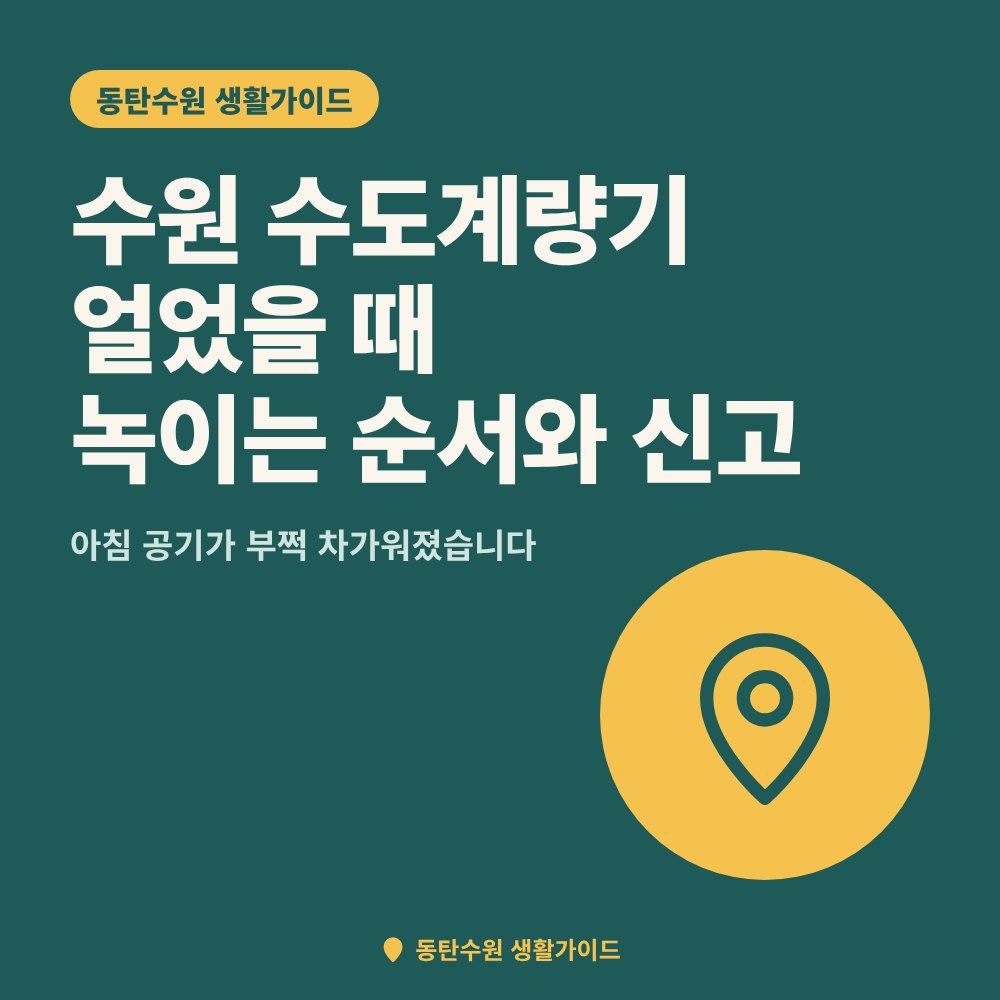 동탄수원 생활가이드
수원 수도계량기
얼었을 때
녹이는 순서와 신고
아침 공기가 부쩍 차가워졌습니다
동탄수원 생활가이드